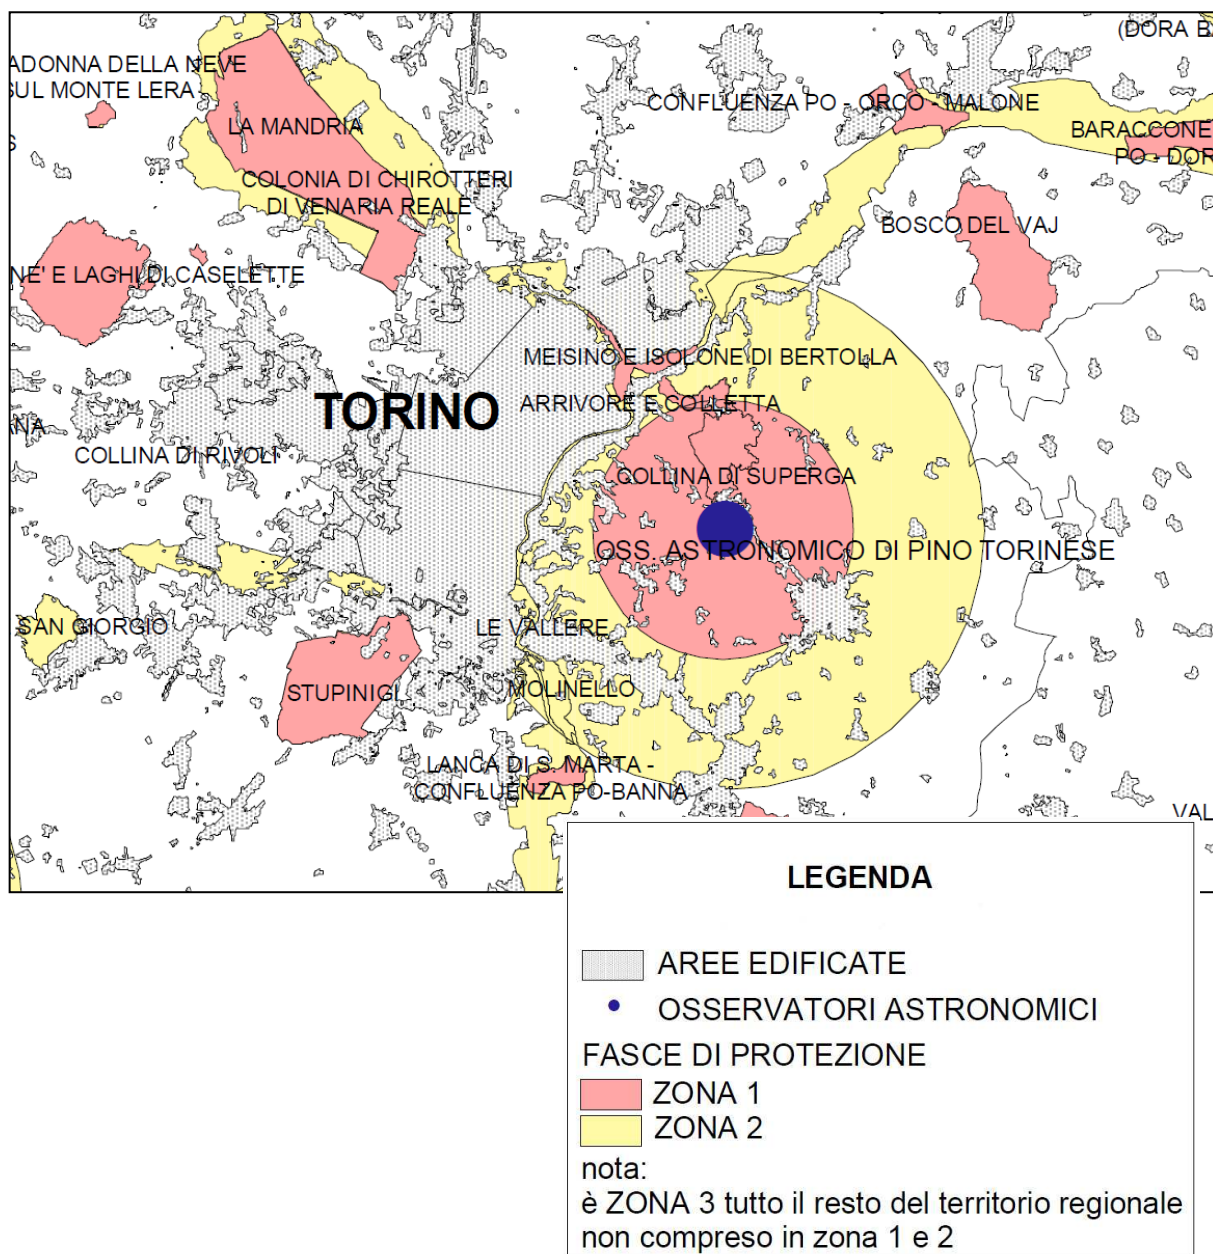 (DORA B
ADONNA DELLA NEVE
SUL MONTE LERA
CONFLUENZA PO - ORCO - MALONE
LA MANDRIA
BARACCONE
PO - DOR
S
COLONIA DI CHIROTTERI
DI VENARIA REALE
BOSCO DEL VAJ
NE' E LAGHI DI CASELETTE
MEISINO E ISOLONE DI BERTOLLA
TORINO
ARRIVORE E COLLETTA
ANA
COLLINA DI RIVOLI
COLLINA DI SUPERGA
OSS. ASTRONOMICO DI PINO TORINESE
SAN GIORGIO
LE VALLERE
STUPINIGI
MOLINELLO
LANCA DI S. MARTA -
CONFLUENZA PO-BANNA
VAL
LEGENDA
AREE EDIFICATE
OSSERVATORI ASTRONOMICI
FASCE DI PROTEZIONE
ZONA 1
ZONA 2
nota:
è ZONA 3 tutto il resto del territorio regionale
non compreso in zona 1 e 2